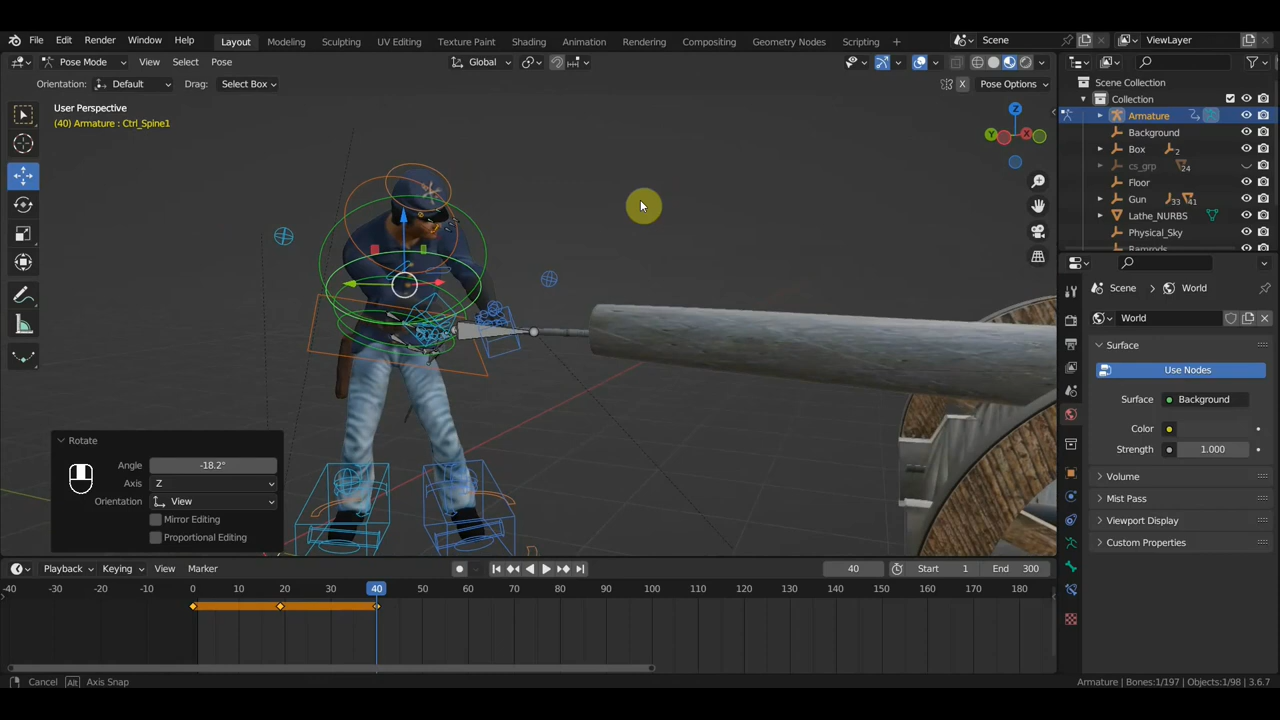 File Edit Render Window Help
Layout Modeling Sculpting UV Editing Texture Paint Shading Animation Rendering Compositing Geometry Nodes Scripting +
Scene ViewLayer
Pose Mode View Select Pose Global
Orientation: Default Drag: Select Box X Pose Options
Scene Collection
Collection
Armature
Background
Box 2
cs_grp 24
Floor
Gun 33 41
Lathe_NURBS
Physical_Sky
User Perspective
(40) Armature : Ctrl_Spine1
Z
Y X
Scene World
World
Surface
Use Nodes
Surface Background
Color
Strength 1.000
Volume
Mist Pass
Viewport Display
Custom Properties
Rotate
Angle -18.2°
Axis Z
Orientation View
Mirror Editing
Proportional Editing
Playback Keying View Marker 40 Start 1 End 300
-40 -30 -20 -10 0 10 20 30 40 50 60 70 80 90 100 110 120 130 140 150 160 170 180
Cancel Alt Axis Snap Armature | Bones:1/197 | Objects:1/98 | 3.6.7